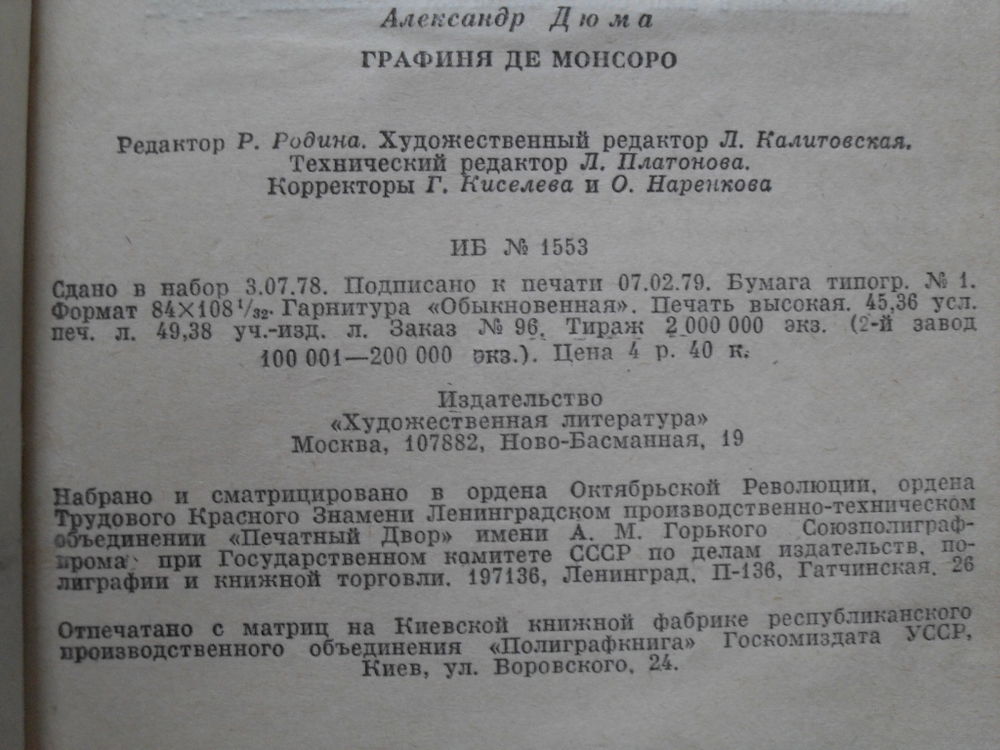 Александр Дюма
ГРАФИНЯ ДЕ МОНСОРО
Редактор Р. Родина. Художественный редактор Л. Калитовская.
Технический редактор Л. Платонова.
Корректоры Г. Киселева и О. Наренкова
ИБ № 1553
Сдано в набор 3.07.78. Подписано к печати 07.02.79. Бумага типогр. № 1.
Формат 84×108 1/32. Гарнитура «Обыкновенная». Печать высокая. 45,36 усл.
печ. л. 49,38 уч.-изд. л. Заказ № 96. Тираж 2 000 000 экз. (2-й завод
100 001—200 000 экз.). Цена 4 р. 40 к.
Издательство
«Художественная литература»
Москва, 107882, Ново-Басманная, 19
Набрано и сматрицировано в ордена Октябрьской Революции, ордена
Трудового Красного Знамени Ленинградском производственно-техническом
объединении «Печатный Двор» имени А. М. Горького Союзполиграф-
прома при Государственном комитете СССР по делам издательств, по-
лиграфии и книжной торговли. 197136, Ленинград, П-136, Гатчинская, 26
Отпечатано с матриц на Киевской книжной фабрике республиканского
производственного объединения «Полиграфкнига» Госкомиздата УССР,
Киев, ул. Воровского, 24.